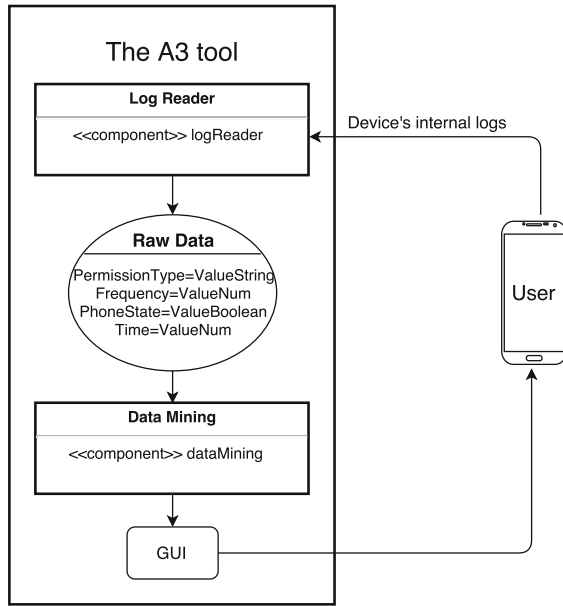 The A3 tool
Log Reader
<<component>> logReader
Device's internal logs
Raw Data
PermissionType=ValueString
Frequency=ValueNum
PhoneState=ValueBoolean
Time=ValueNum
User
Data Mining
<<component>> dataMining
GUI